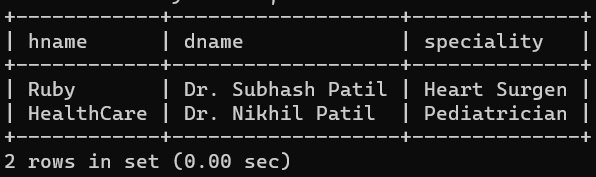 +------------+-------------------+--------------+
| hname      | dname             | speciality   |
+------------+-------------------+--------------+
| Ruby       | Dr. Subhash Patil | Heart Surgen |
| HealthCare | Dr. Nikhil Patil  | Pediatrician |
+------------+-------------------+--------------+
2 rows in set (0.00 sec)